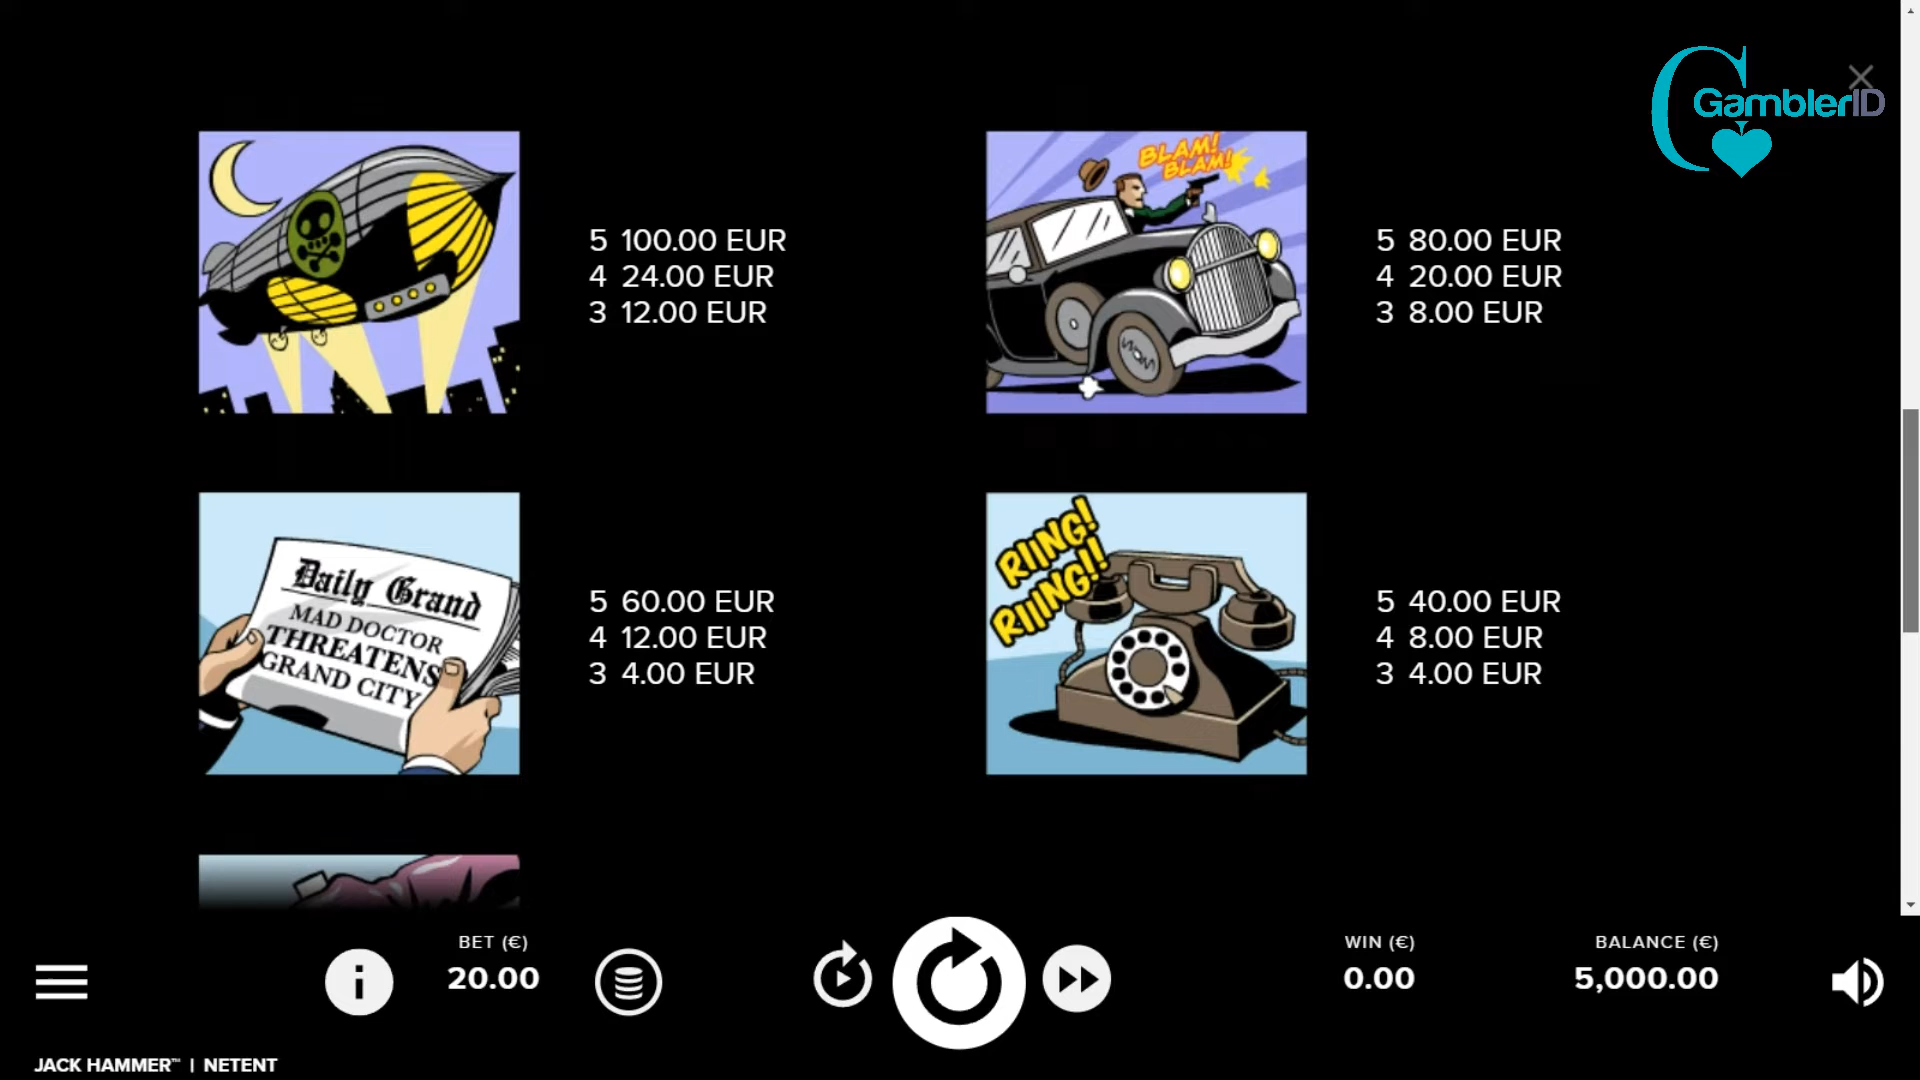 GamblerID
BLAM!
BLAM!
5 100.00 EUR
4 24.00 EUR
3 12.00 EUR
5 80.00 EUR
4 20.00 EUR
3 8.00 EUR
Daily Grand
MAD DOCTOR
THREATENS
GRAND CITY
5 60.00 EUR
4 12.00 EUR
3 4.00 EUR
RIING!
RIIING!!
5 40.00 EUR
4 8.00 EUR
3 4.00 EUR
BET (€)
20.00
WIN (€)
0.00
BALANCE (€)
5,000.00
JACK HAMMER™ | NETENT